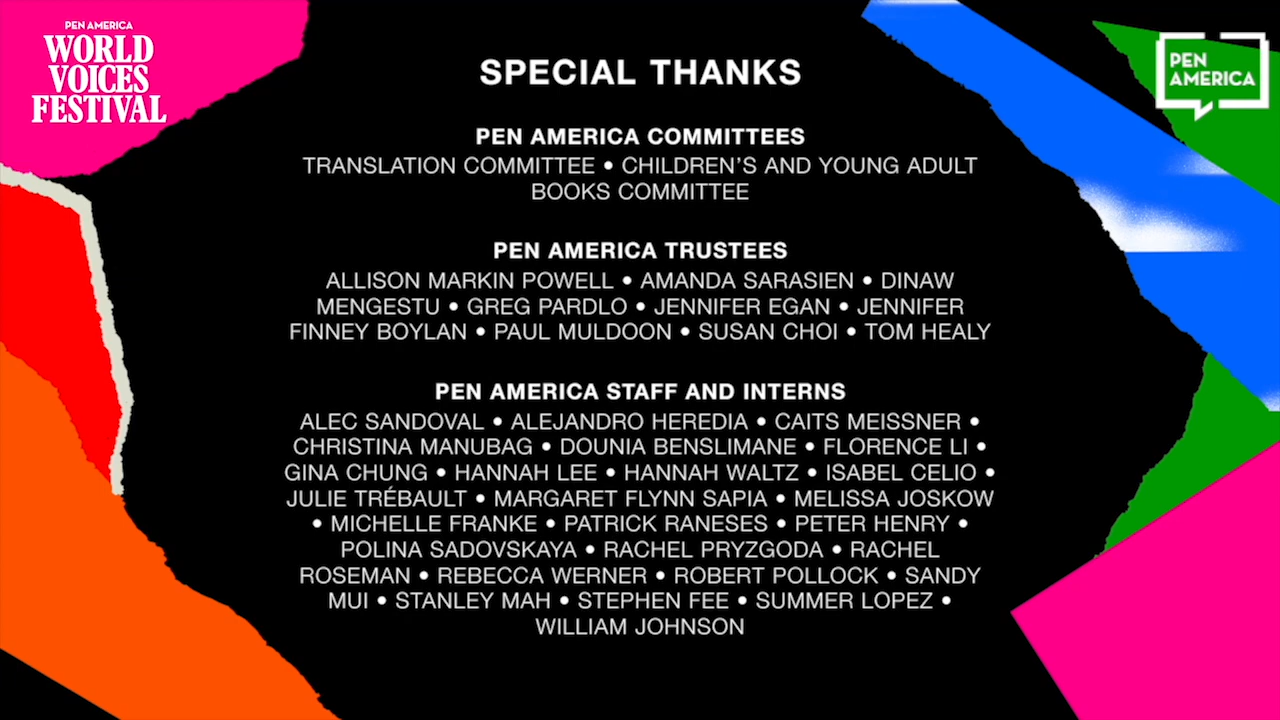 PEN AMERICA
WORLD
VOICES
FESTIVAL
PEN
AMERICA
SPECIAL THANKS
PEN AMERICA COMMITTEES
TRANSLATION COMMITTEE • CHILDREN’S AND YOUNG ADULT
BOOKS COMMITTEE
PEN AMERICA TRUSTEES
ALLISON MARKIN POWELL • AMANDA SARASIEN • DINAW
MENGESTU • GREG PARDLO • JENNIFER EGAN • JENNIFER
FINNEY BOYLAN • PAUL MULDOON • SUSAN CHOI • TOM HEALY
PEN AMERICA STAFF AND INTERNS
ALEC SANDOVAL • ALEJANDRO HEREDIA • CAITS MEISSNER •
CHRISTINA MANUBAG • DOUNIA BENSLIMANE • FLORENCE LI •
GINA CHUNG • HANNAH LEE • HANNAH WALTZ • ISABEL CELIO •
JULIE TRÉBAULT • MARGARET FLYNN SAPIA • MELISSA JOSKOW
• MICHELLE FRANKE • PATRICK RANESES • PETER HENRY •
POLINA SADOVSKAYA • RACHEL PRYZGODA • RACHEL
ROSEMAN • REBECCA WERNER • ROBERT POLLOCK • SANDY
MUI • STANLEY MAH • STEPHEN FEE • SUMMER LOPEZ •
WILLIAM JOHNSON